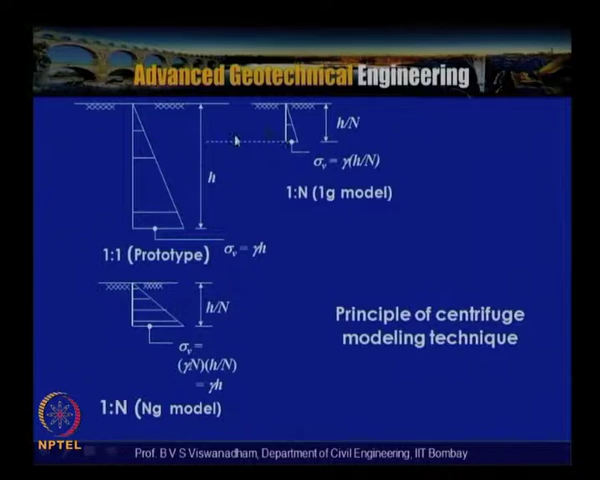 Advanced Geotechnical Engineering
h
h/N
σv = γ(h/N)
1:N (1g model)
1:1 (Prototype)
σv = γh
h/N
σv =
(γN)(h/N)
= γh
1:N (Ng model)
Principle of centrifuge
modeling technique
NPTEL
Prof. B V S Viswanadham, Department of Civil Engineering, IIT Bombay